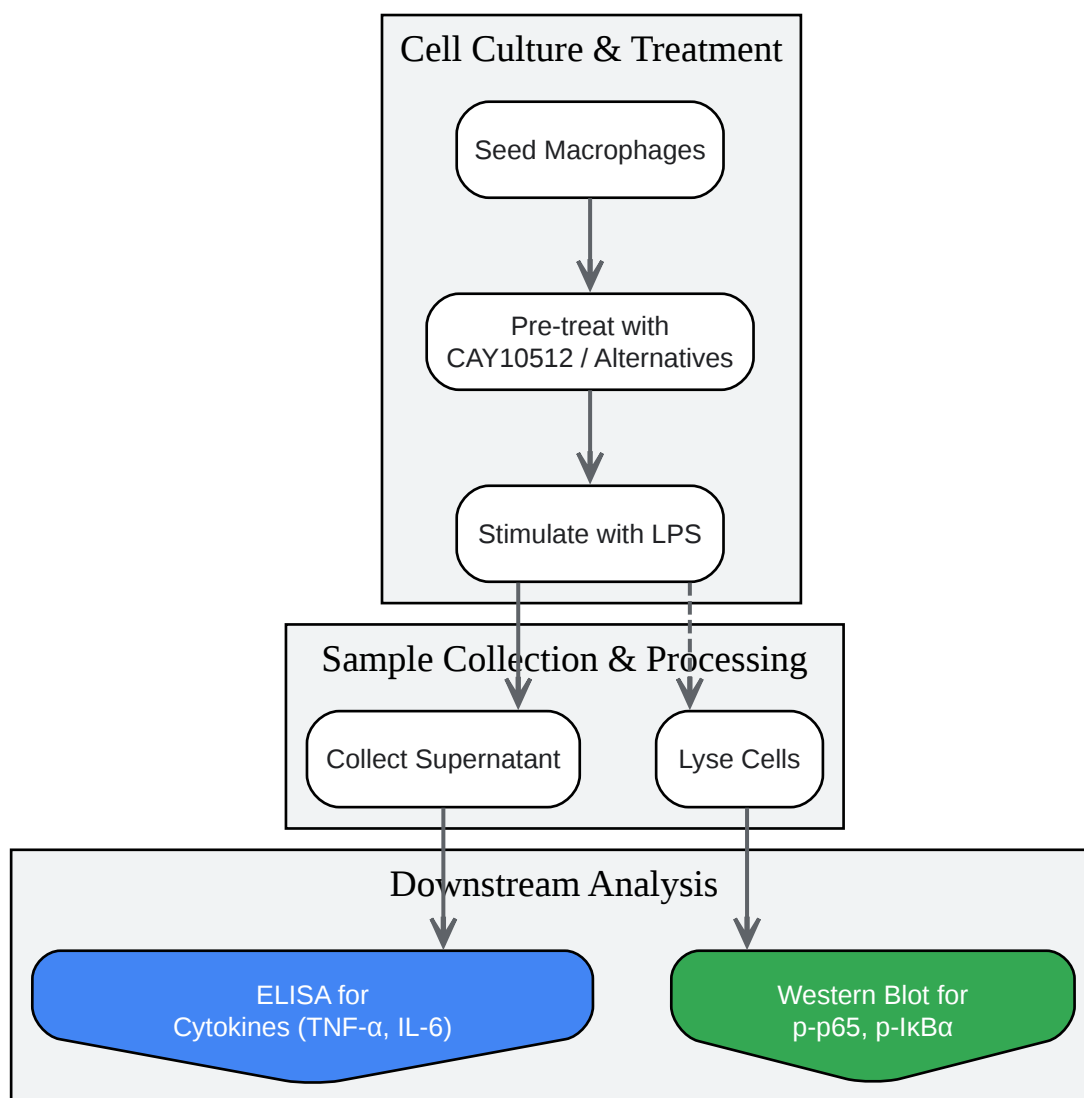 Cell Culture & Treatment
Seed Macrophages
Pre-treat with
CAY10512 / Alternatives
Stimulate with LPS
Sample Collection & Processing
Collect Supernatant
Lyse Cells
Downstream Analysis
ELISA for
Cytokines (TNF-α, IL-6)
Western Blot for
p-p65, p-IκBα